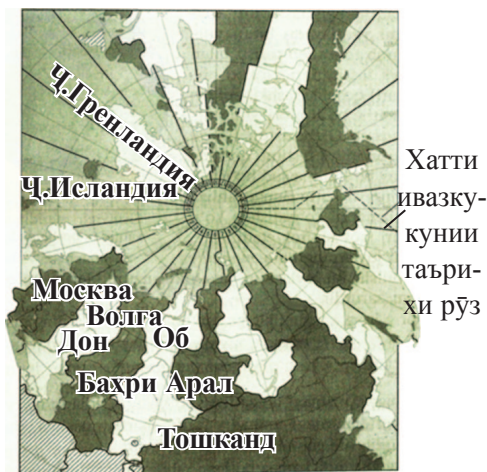 Ҷ.Гренландия
Ҷ.Исландия
Москва
Волга
Дон
Об
Баҳри Арал
Тошканд
Хатти
ивазку-
кунии
таъри-
хи рӯз